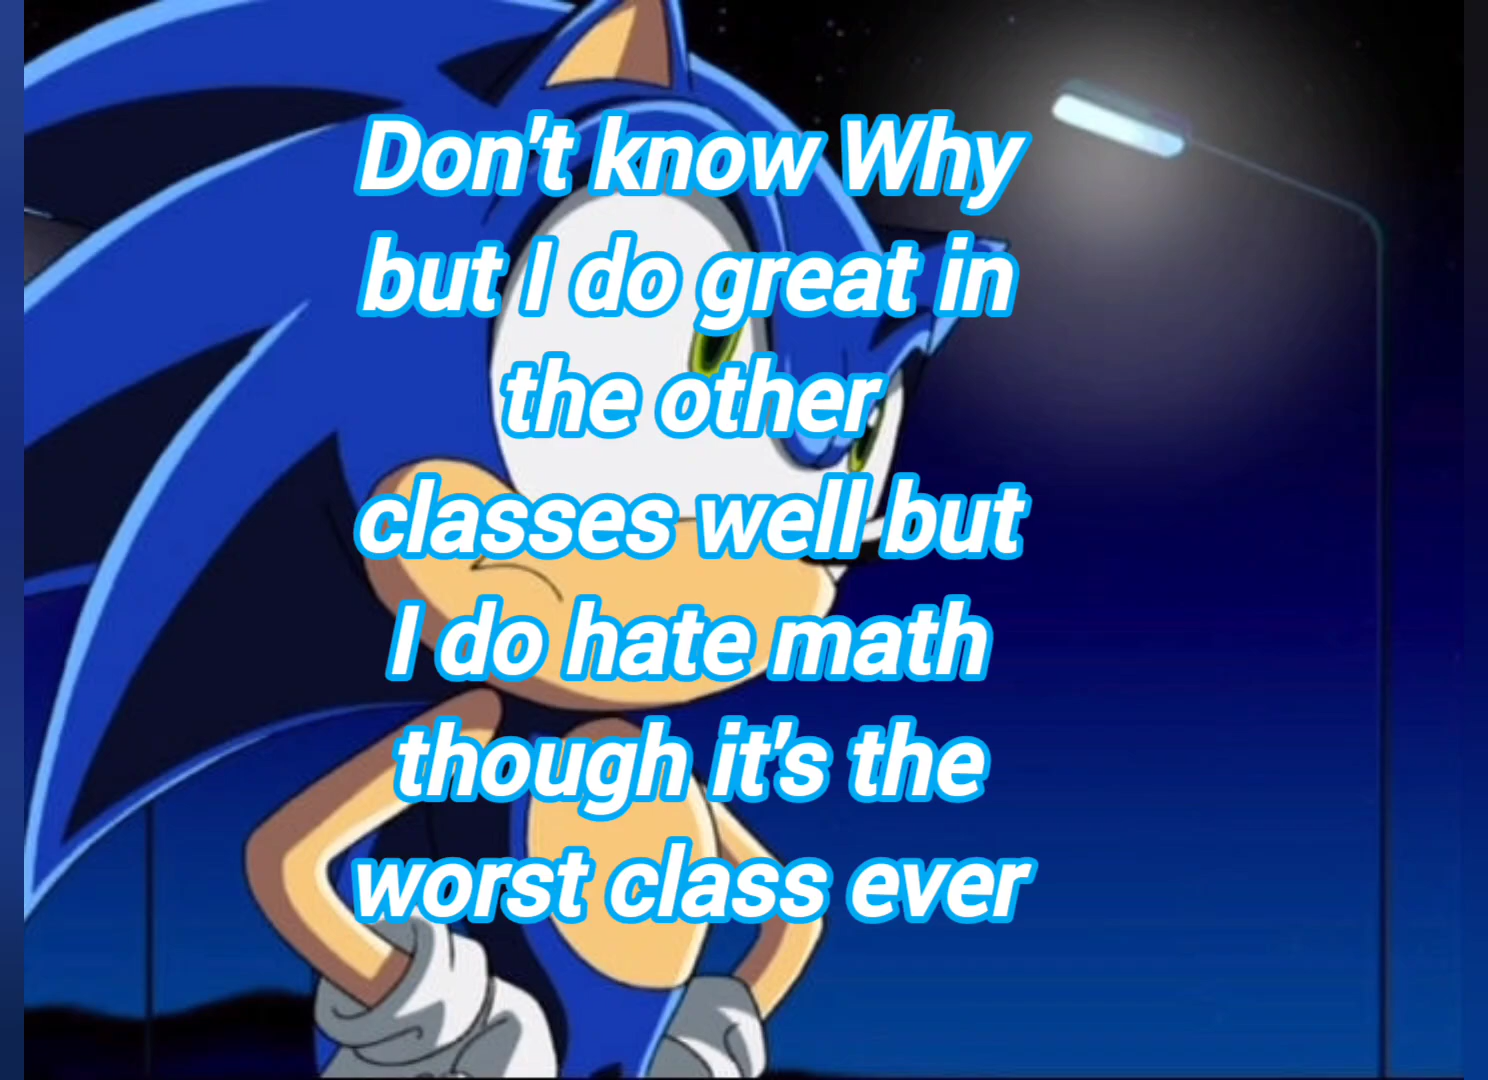 Don't know Why
but I do great in
the other
classes well but
I do hate math
though it's the
worst class ever